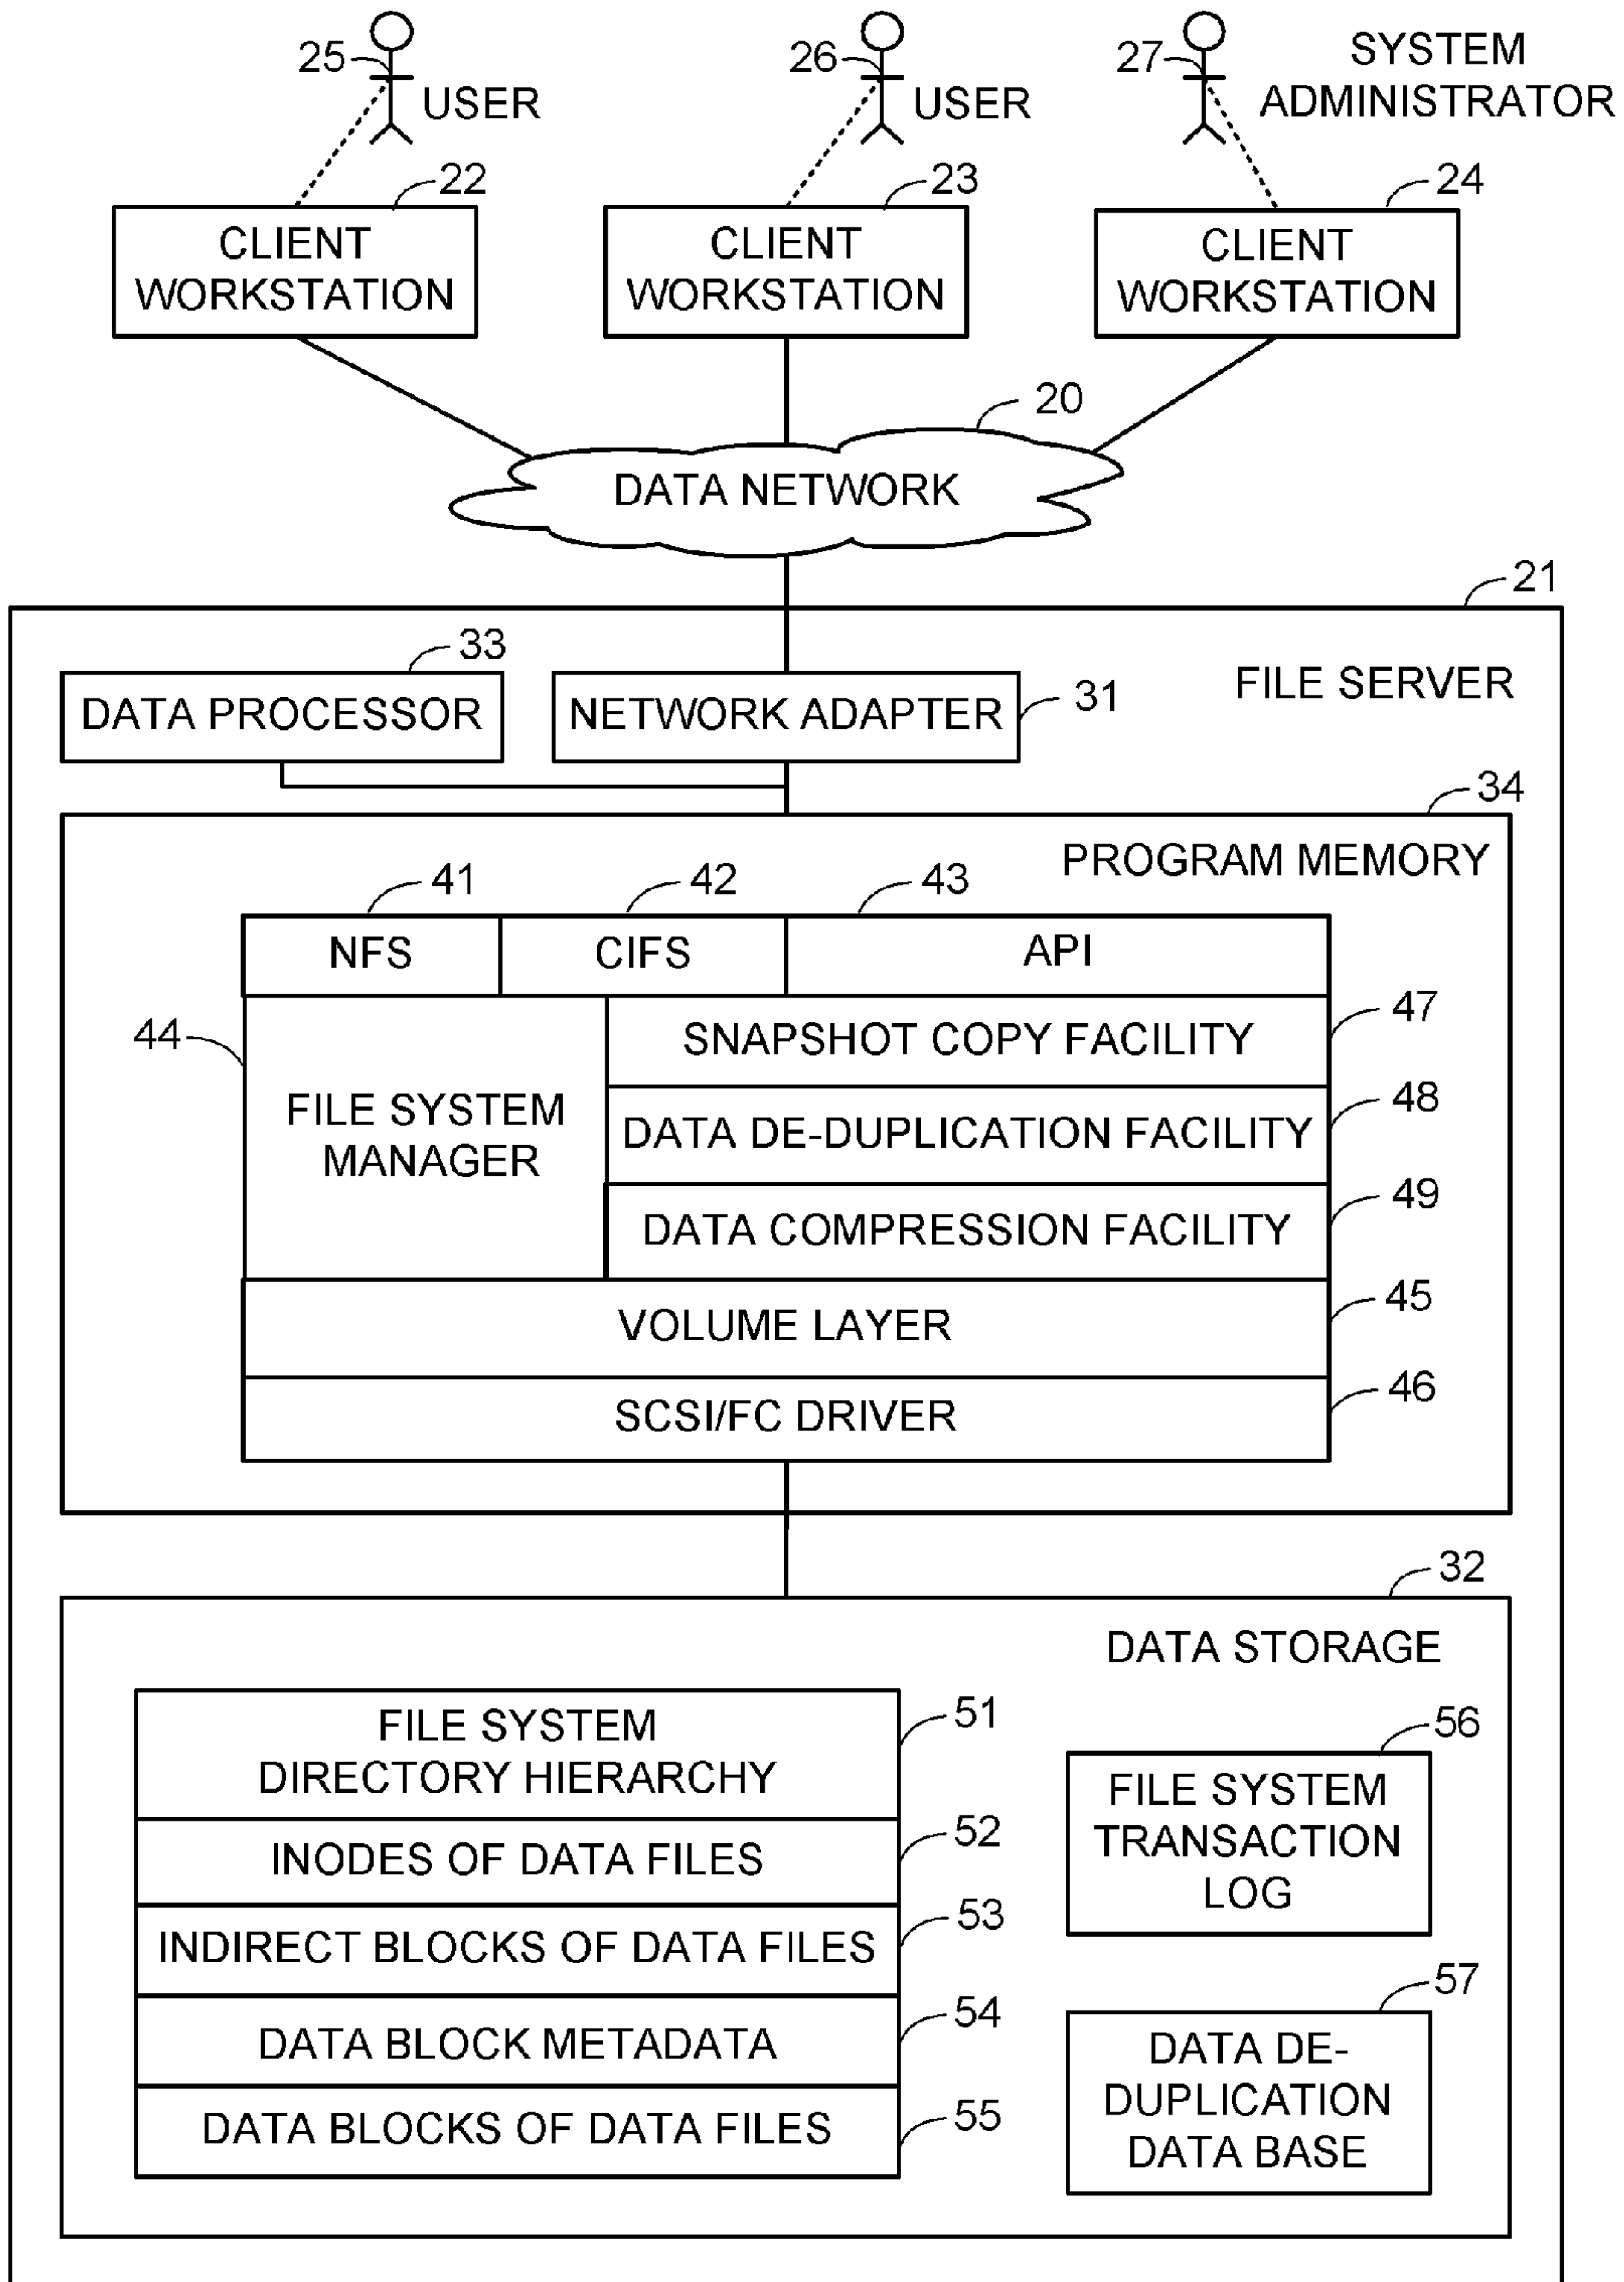 25
USER
26
USER
27
SYSTEM
ADMINISTRATOR
22
CLIENT
WORKSTATION
23
CLIENT
WORKSTATION
24
CLIENT
WORKSTATION
20
DATA NETWORK
21
FILE SERVER
33
DATA PROCESSOR
NETWORK ADAPTER
31
34
PROGRAM MEMORY
41
42
43
NFS
CIFS
API
44
FILE SYSTEM
MANAGER
SNAPSHOT COPY FACILITY
47
DATA DE-DUPLICATION FACILITY
48
DATA COMPRESSION FACILITY
49
VOLUME LAYER
45
SCSI/FC DRIVER
46
32
DATA STORAGE
FILE SYSTEM
DIRECTORY HIERARCHY
51
INODES OF DATA FILES
52
INDIRECT BLOCKS OF DATA FILES
53
DATA BLOCK METADATA
54
DATA BLOCKS OF DATA FILES
55
56
FILE SYSTEM
TRANSACTION
LOG
57
DATA DE-
DUPLICATION
DATA BASE